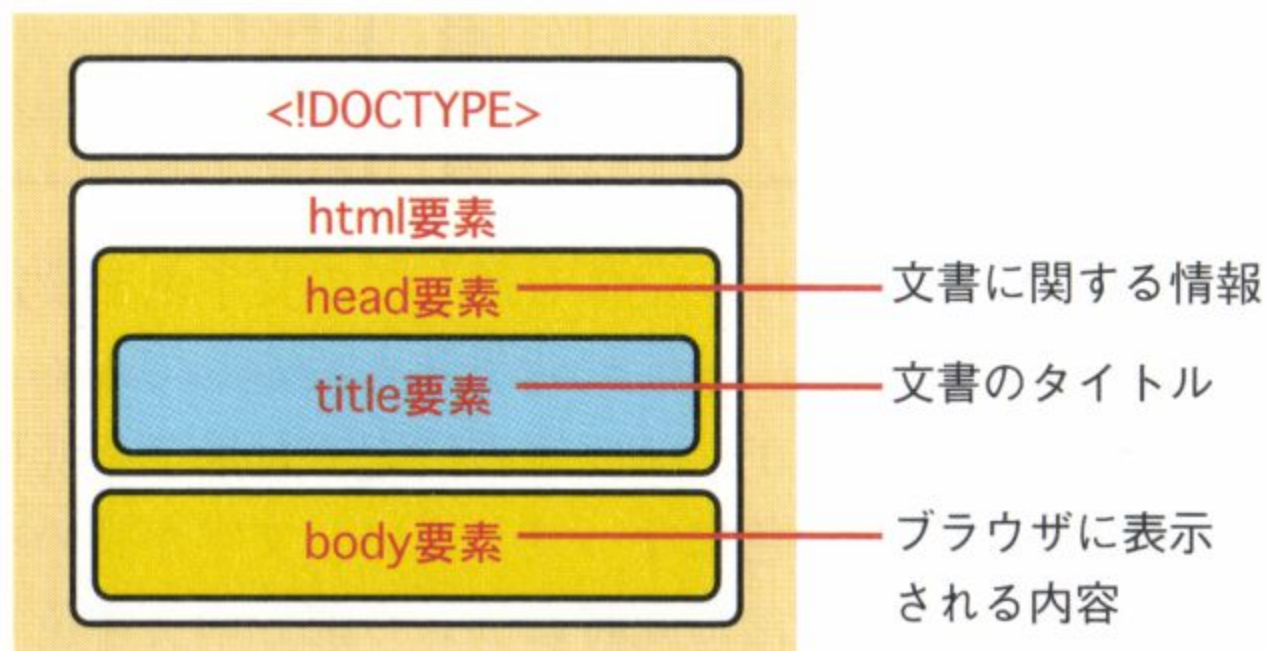 <!DOCTYPE>
html要素
head要素
文書に関する情報
title要素
文書のタイトル
body要素
ブラウザに表示
される内容